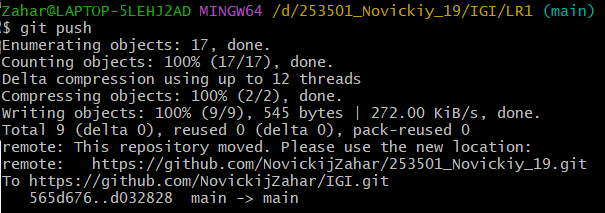 Zahar@LAPTOP-5LEHJ2AD MINGW64 /d/253501_Novickiy_19/IGI/LR1 (main)
$ git push
Enumerating objects: 17, done.
Counting objects: 100% (17/17), done.
Delta compression using up to 12 threads
Compressing objects: 100% (2/2), done.
Writing objects: 100% (9/9), 545 bytes | 272.00 KiB/s, done.
Total 9 (delta 0), reused 0 (delta 0), pack-reused 0
remote: This repository moved. Please use the new location:
remote:   https://github.com/NovickijZahar/253501_Novickiy_19.git
To https://github.com/NovickijZahar/IGI.git
   565d676..d032828  main -> main